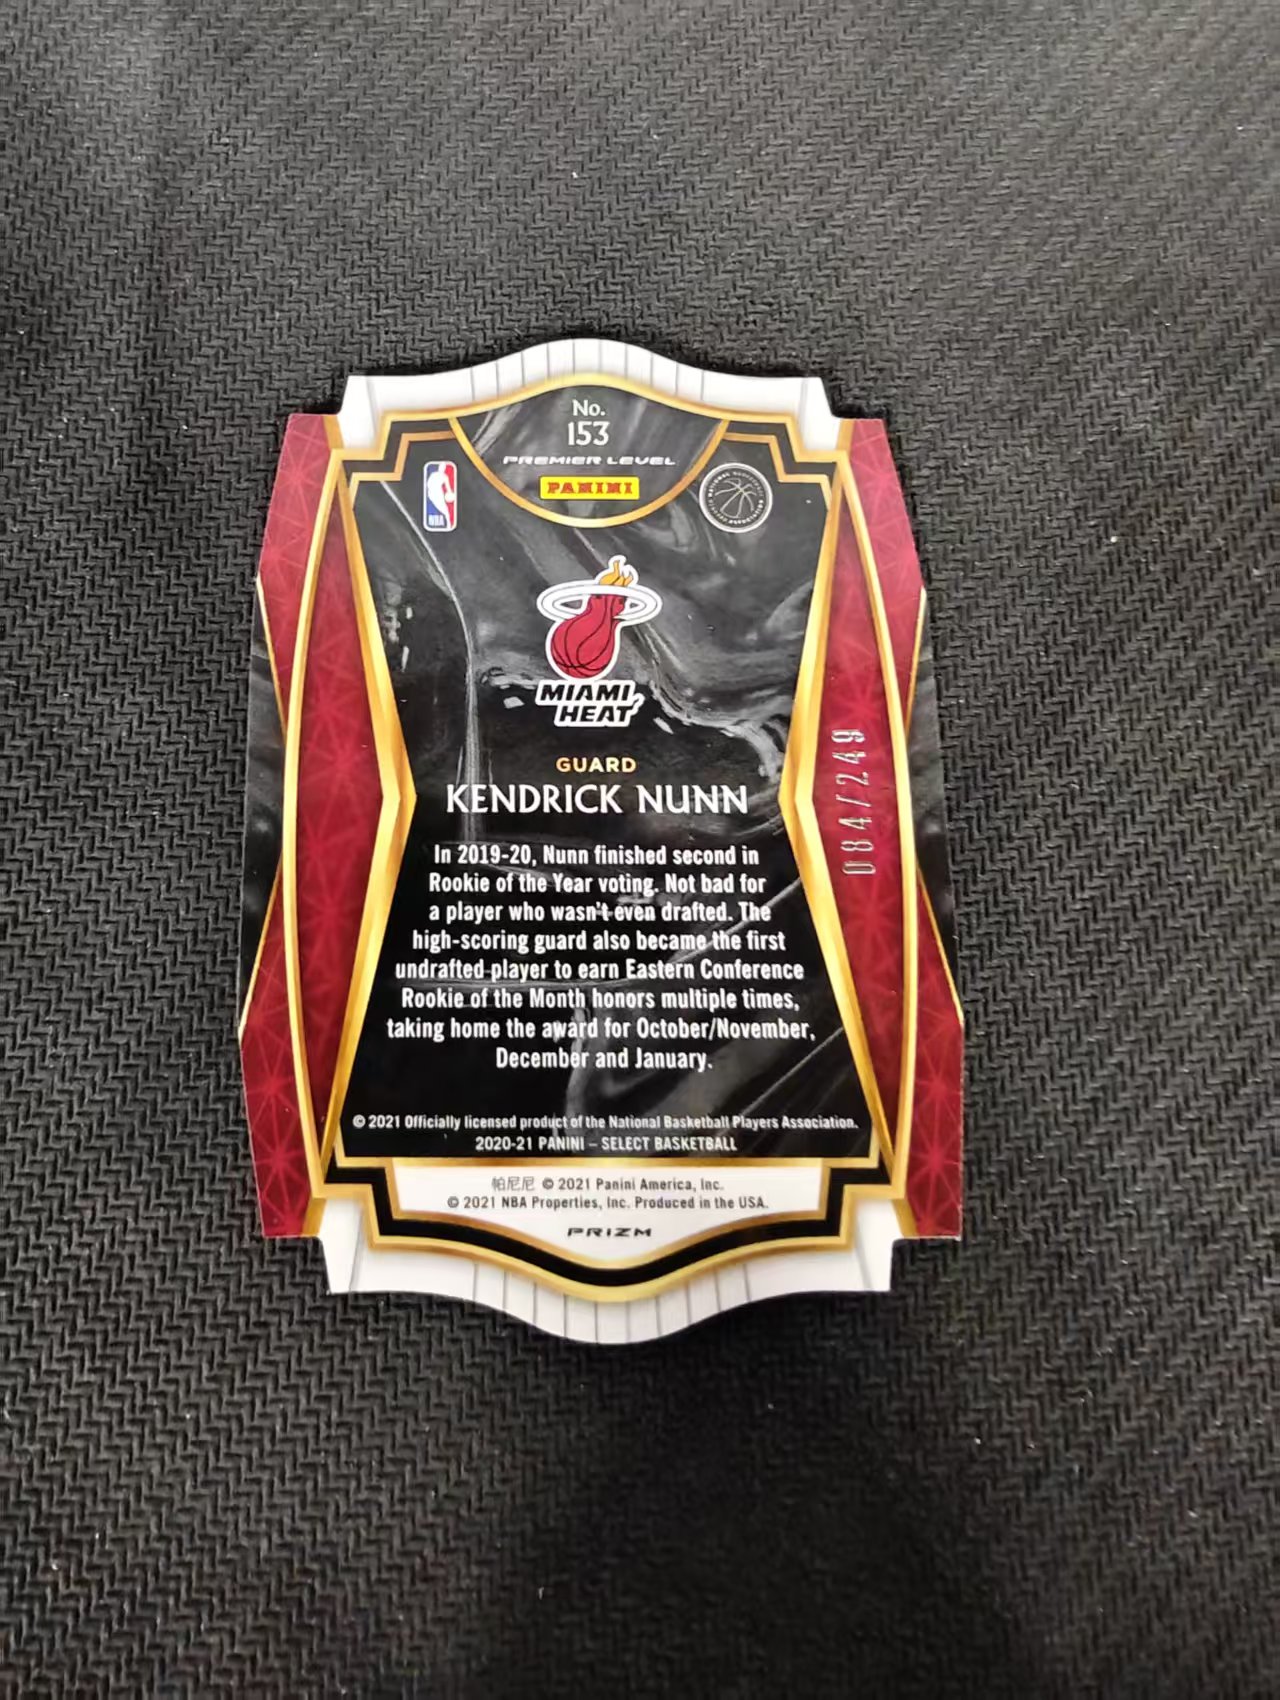 No.
153
PREMIER LEVEL
PANINI
NBA
MIAMI
HEAT
GUARD
KENDRICK NUNN
084/249
In 2019-20, Nunn finished second in
Rookie of the Year voting. Not bad for
a player who wasn't even drafted. The
high-scoring guard also became the first
undrafted player to earn Eastern Conference
Rookie of the Month honors multiple times,
taking home the award for October/November,
December and January.
© 2021 Officially licensed product of the National Basketball Players Association.
2020-21 PANINI – SELECT BASKETBALL
帕尼尼 © 2021 Panini America, Inc.
© 2021 NBA Properties, Inc. Produced in the USA.
PRIZM